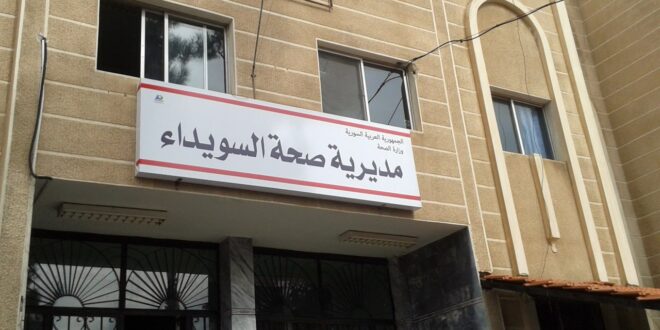 الجمهورية العربية السورية
وزارة الصحة
مديرية صحة السويداء